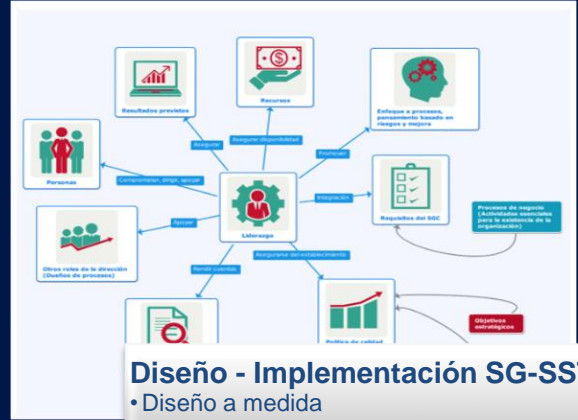 Resultados previstos
Recursos
Enfoque a procesos,
pensamiento basado en
riesgos y mejora
Asegurar
Asegurar disponibilidad
Promover
Personas
Comprometer, dirigir, apoyar
Liderazgo
Integración
Requisitos del SGC
Procesos de negocio
(Actividades esenciales
para la existencia de la
organización)
Apoyar
Otros roles de la dirección
(Dueños de procesos)
Rendir cuentas
Asegurarse del establecimiento
Política de calidad
Objetivos
estratégicos
Diseño - Implementación SG-SST
• Diseño a medida